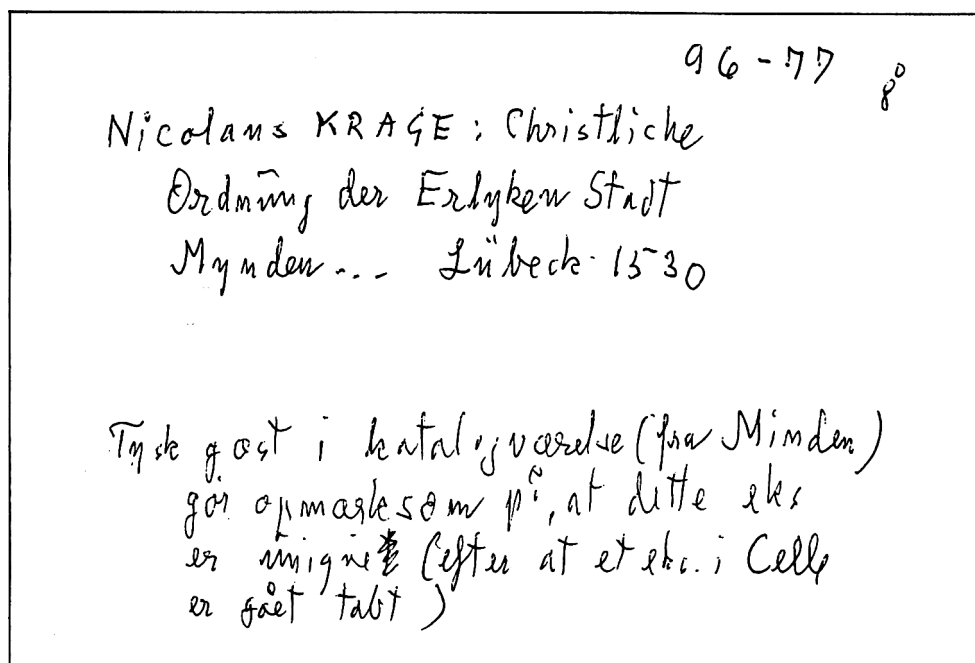 96-77 8°
Nicolaus KRAGE: Christliche
Ordnung der Erlyken Stadt
Mynden... Lübeck 1530
Tysk gæst i katalogværelse (fra Minden)
gør opmærksom på, at dette eks
er unique (efter at et eks. i Celle
er gået tabt)